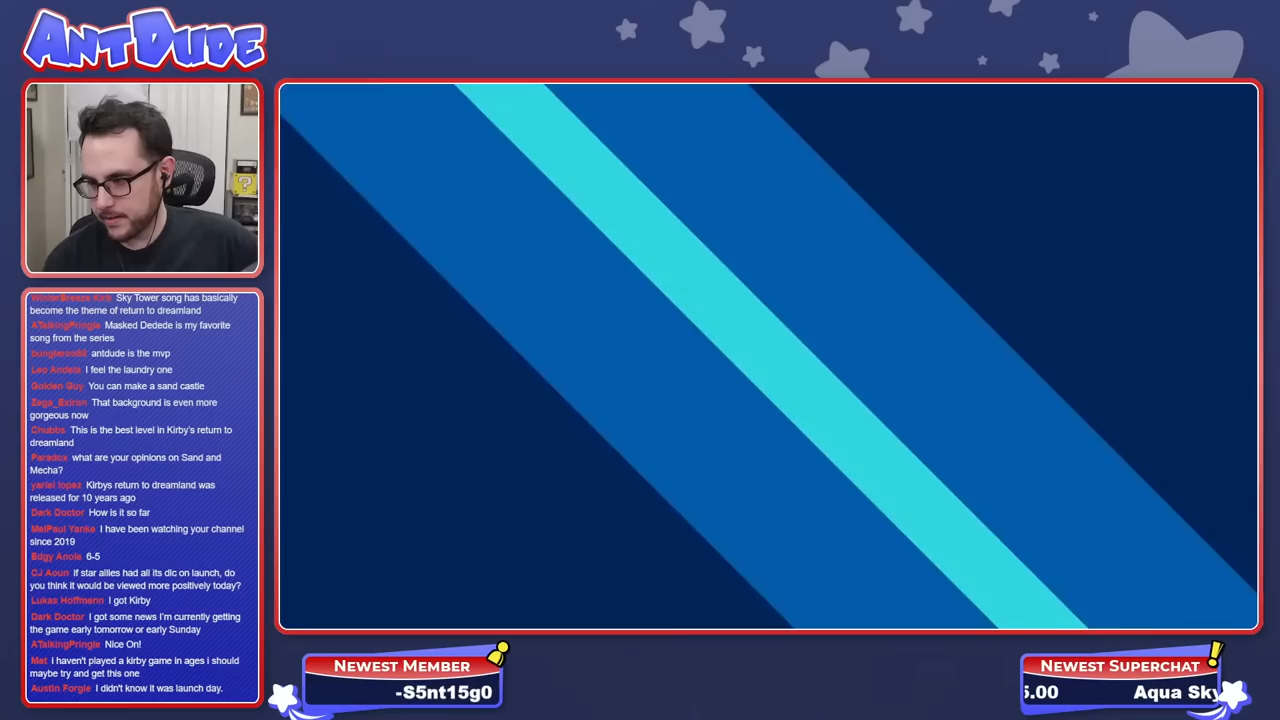 ANTDUDE
WinterBreeze Kirb Sky Tower song has basically
become the theme of return to dreamland
ATalkingPringle Masked Dedede is my favorite
song from the series
antdude is the mvp
Leo Andela I feel the laundry one
Golden Guy You can make a sand castle
Zega_Exiron That background is even more
gorgeous now
Chubbs This is the best level in Kirby's return to
dreamland
Paradox what are your opinions on Sand and
Mecha?
yariel lopez Kirbys return to dreamland was
released for 10 years ago
Dark Doctor How is it so far
MelPaul Yanke I have been watching your channel
since 2019
Edgy Anole 6-5
CJ Aoun if star allies had all its dlc on launch, do
you think it would be viewed more positively today?
Lukas Hoffmann I got Kirby
Dark Doctor I got some news I'm currently getting
the game early tomorrow or early Sunday
ATalkingPringle Nice On!
Mat I haven't played a kirby game in ages i should
maybe try and get this one
Austin Forgie I didn't know it was launch day.
NEWEST MEMBER
-S5nt15g0
NEWEST SUPERCHAT
5.00 Aqua Sky